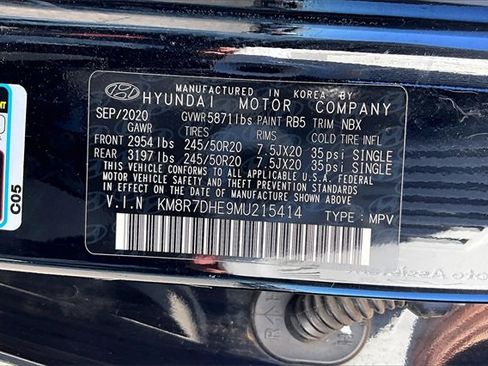 MANUFACTURED IN KOREA BY
HYUNDAI MOTOR COMPANY
SEP/2020 GVWR 5871lbs PAINT RB5 TRIM NBX
GAWR TIRES RIMS COLD TIRE INFL
FRONT 2954 lbs 245/50R20 7.5JX20 35psi SINGLE
REAR 3197 lbs 245/50R20 7.5JX20 35psi SINGLE
THIS VEHICLE CONFORMS TO ALL APPLICABLE U.S.A. FEDERAL
MOTOR VEHICLE SAFETY AND BUMPER STANDARDS IN EFFECT
ON THE DATE OF MANUFACTURE SHOWN ABOVE.
V.I.N KM8R7DHE9MU215414 TYPE : MPV
C05